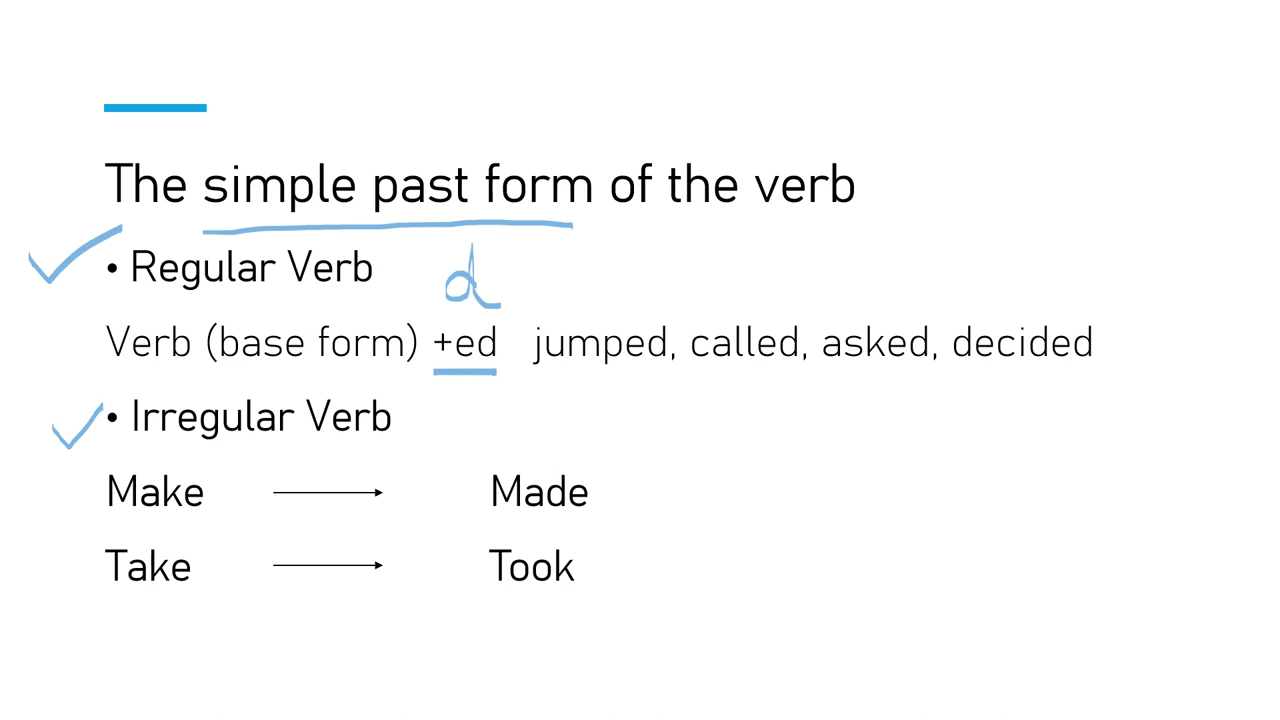 The simple past form of the verb
• Regular Verb
d
Verb (base form) +ed jumped, called, asked, decided
• Irregular Verb
Make Made
Take Took